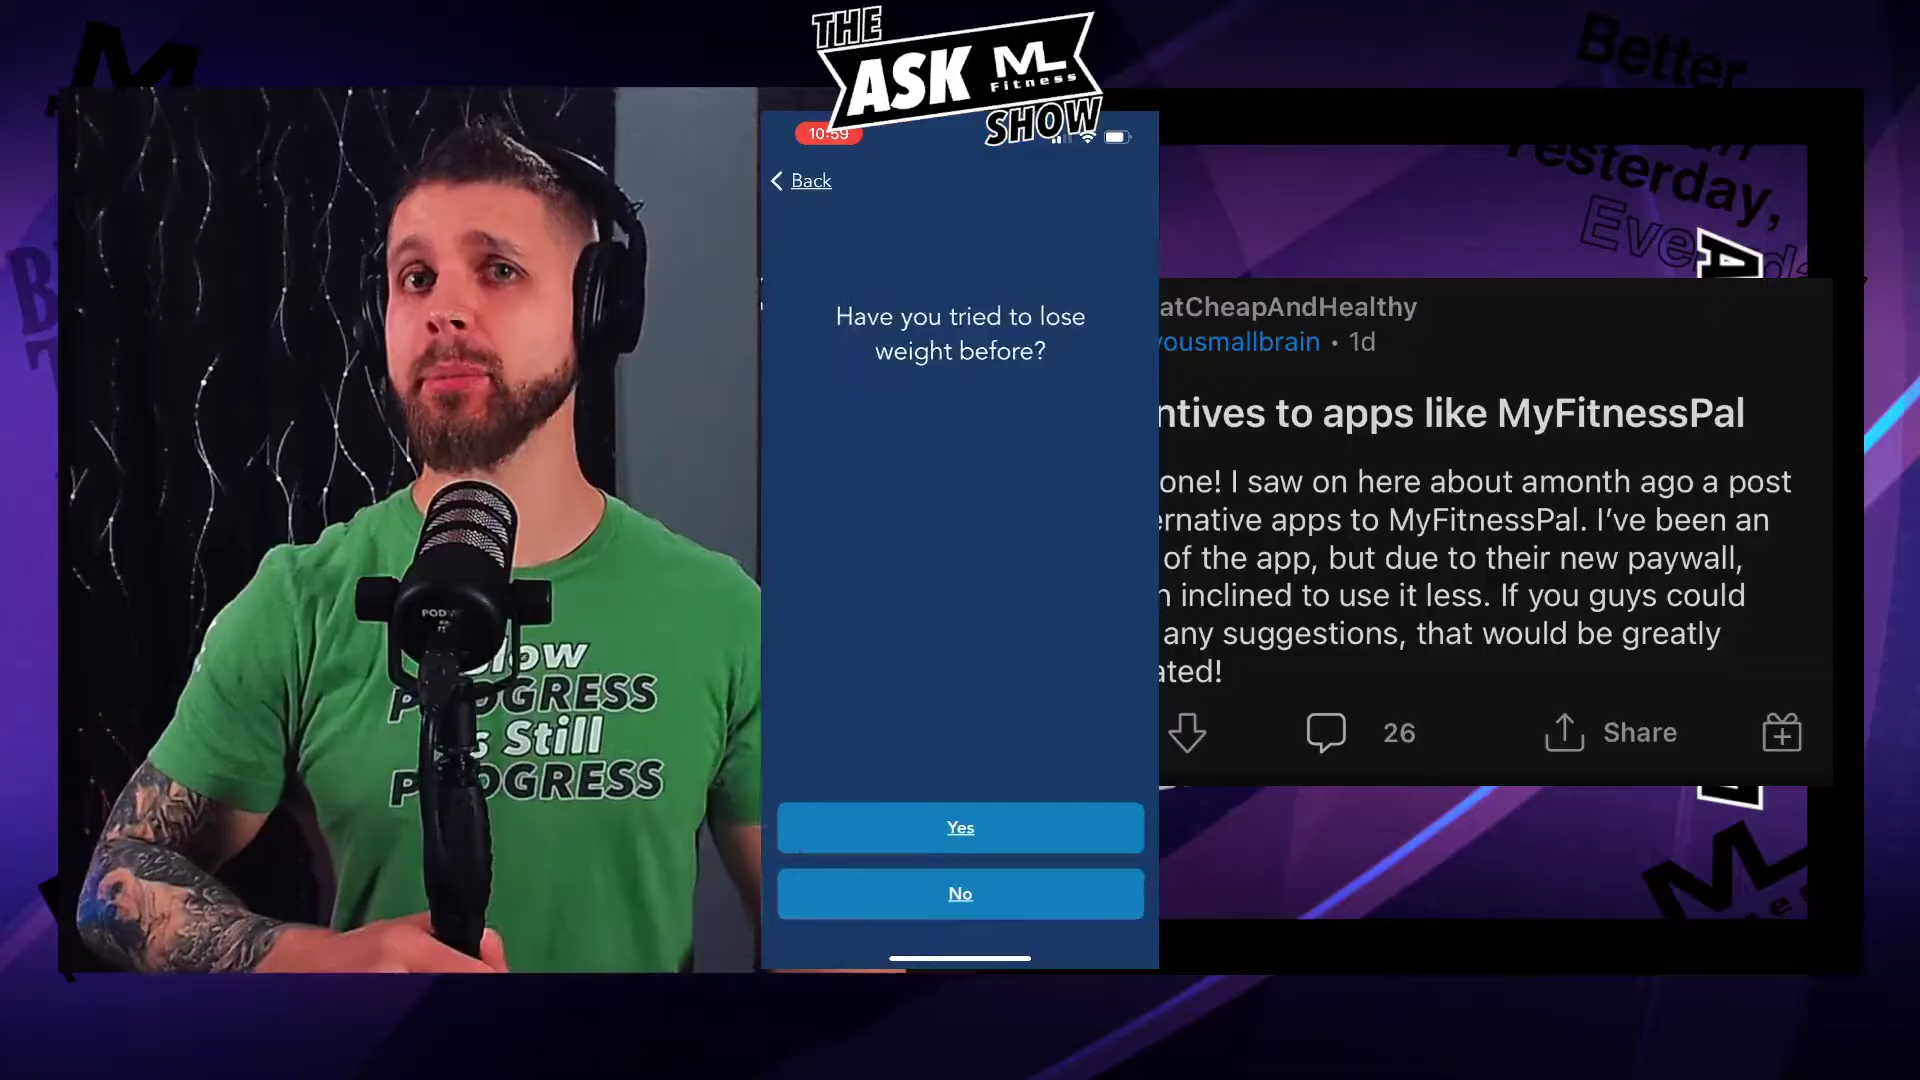 THE
ASK ML
Fitness
SHOW
10:59
Back
Have you tried to lose
weight before?
Yes
No
atCheapAndHealthy
yousmallbrain • 1d
ntives to apps like MyFitnessPal
one! I saw on here about amonth ago a post
ernative apps to MyFitnessPal. I've been an
of the app, but due to their new paywall,
n inclined to use it less. If you guys could
any suggestions, that would be greatly
ated!
26
Share
Slow
PROGRESS
Is Still
PROGRESS
Better
Yesterday,